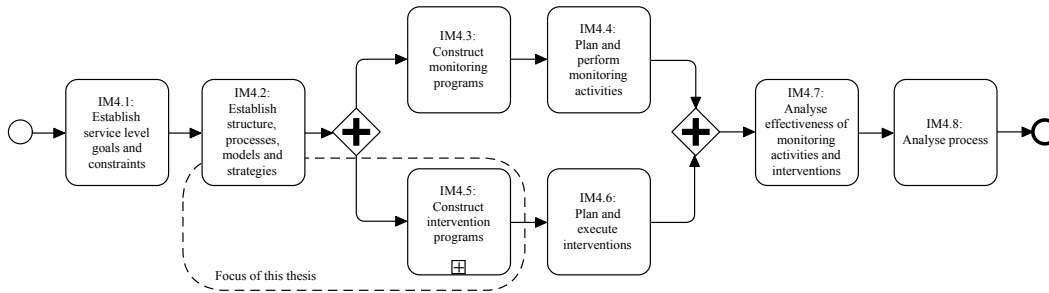 IM4.1:
Establish
service level
goals and
constraints
IM4.2:
Establish
structure,
processes,
models and
strategies
IM4.3:
Construct
monitoring
programs
IM4.4:
Plan and
perform
monitoring
activities
IM4.5:
Construct
intervention
programs
IM4.6:
Plan and
execute
interventions
IM4.7:
Analyse
effectiveness of
monitoring
activities and
interventions
IM4.8:
Analyse process
Focus of this thesis